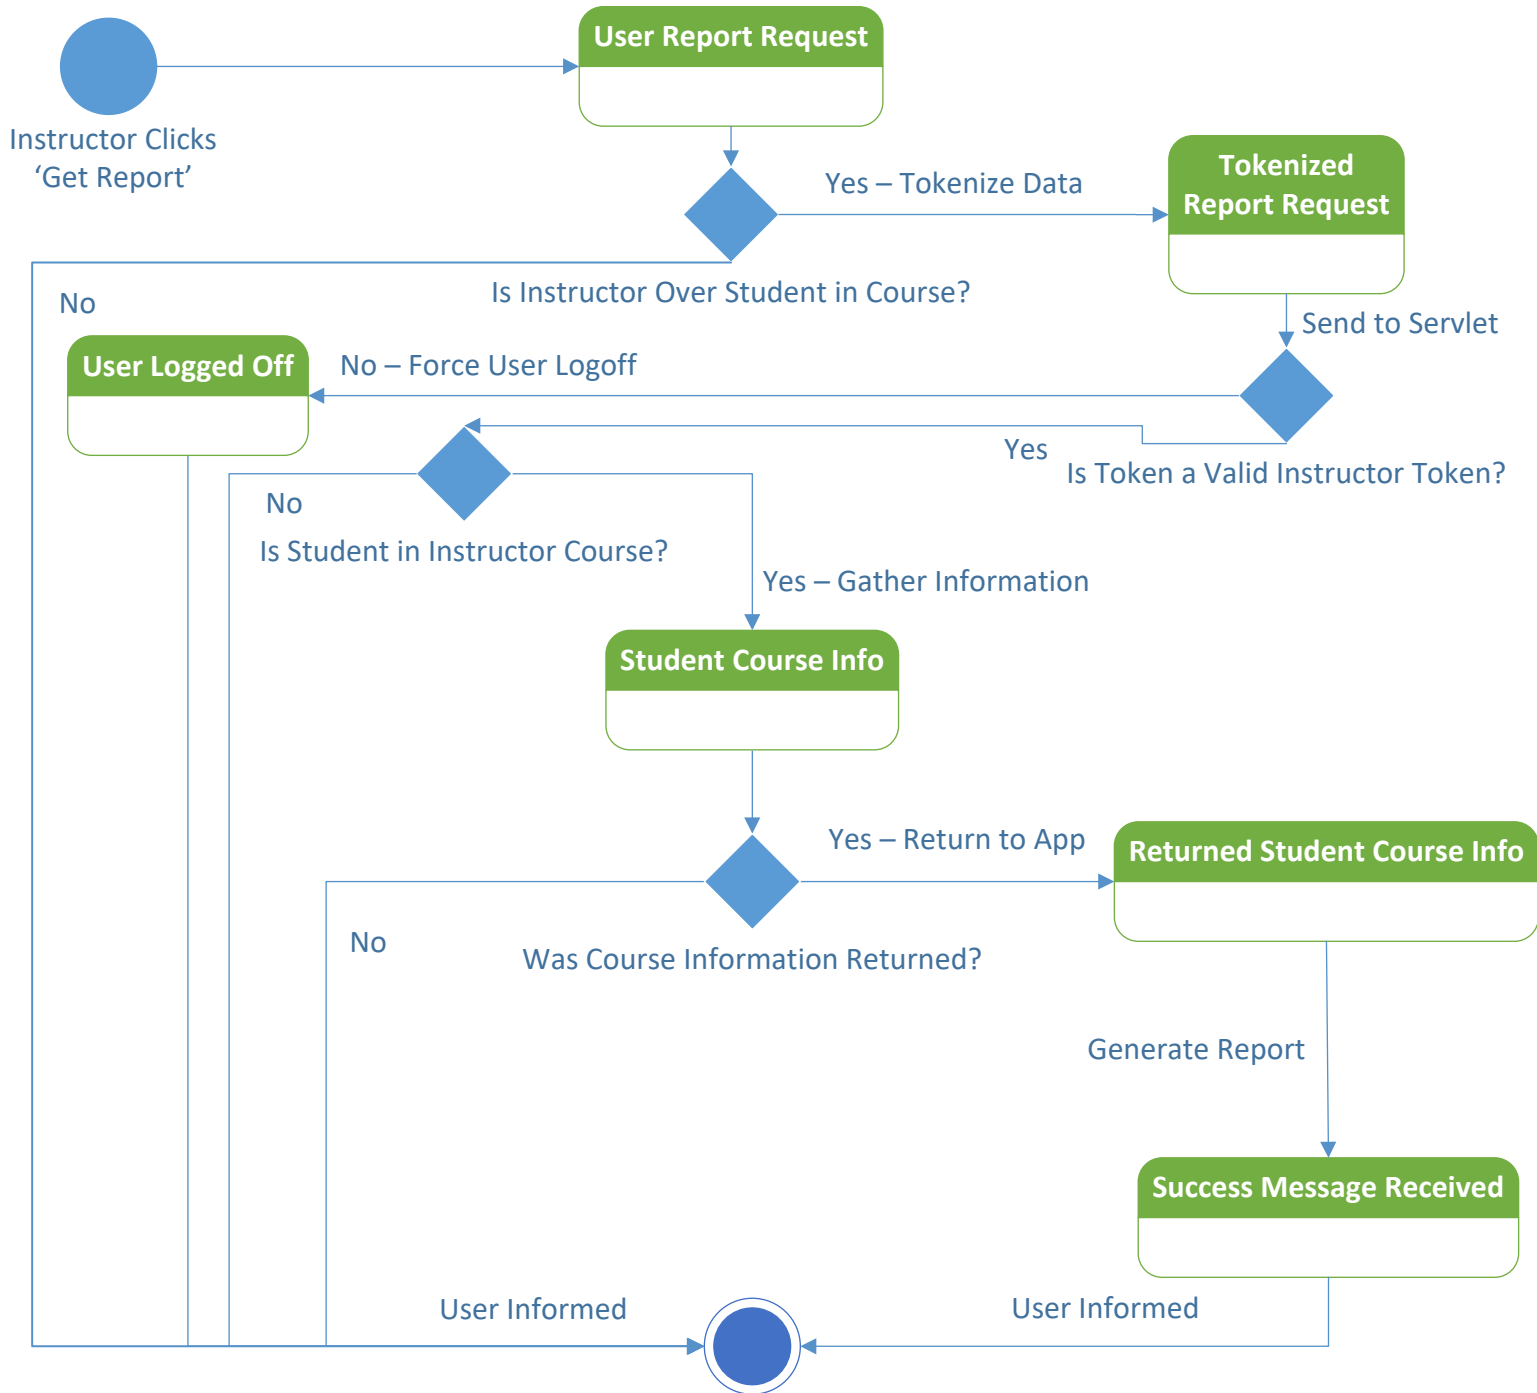 User Report Request
Instructor Clicks
‘Get Report’
Yes – Tokenize Data
Tokenized
Report Request
Is Instructor Over Student in Course?
No
Send to Servlet
User Logged Off
No – Force User Logoff
Yes
Is Token a Valid Instructor Token?
No
Is Student in Instructor Course?
Yes – Gather Information
Student Course Info
Yes – Return to App
Returned Student Course Info
No
Was Course Information Returned?
Generate Report
Success Message Received
User Informed
User Informed